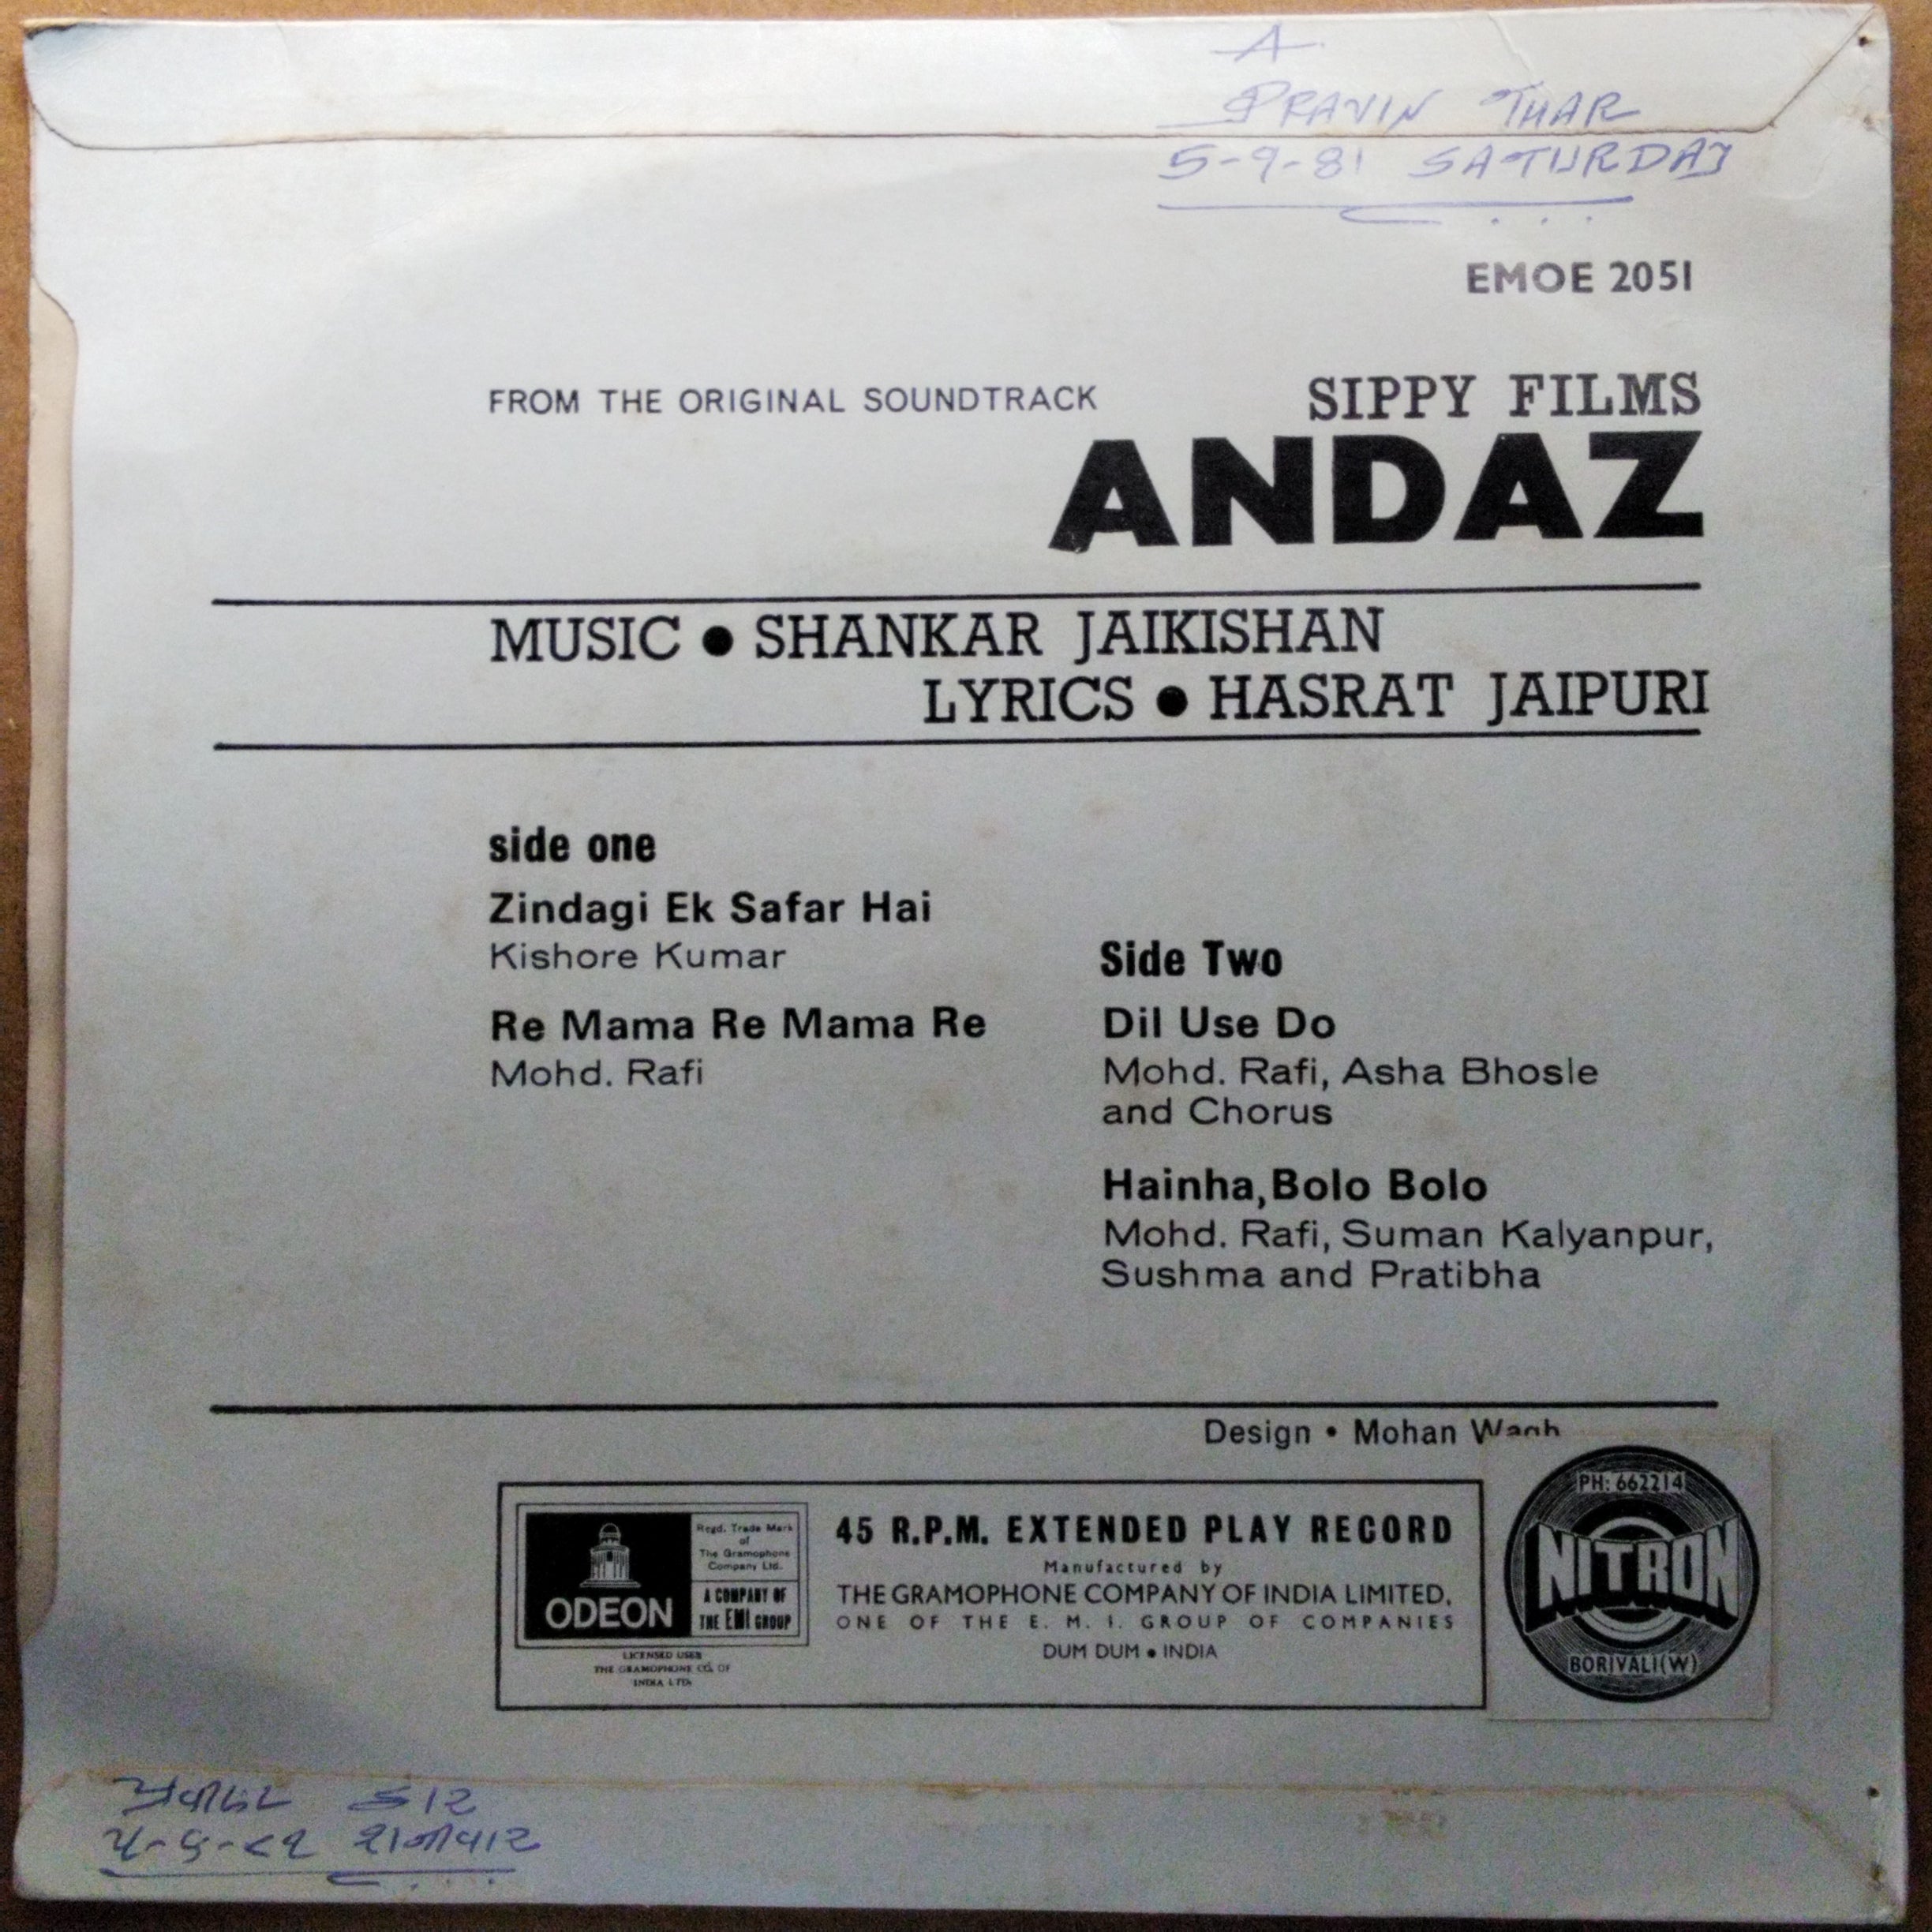 A
PRAVIN THAR
5-9-81 SATURDAY
EMOE 2051
FROM THE ORIGINAL SOUNDTRACK
SIPPY FILMS
ANDAZ
MUSIC ● SHANKAR JAIKISHAN
LYRICS ● HASRAT JAIPURI
side one
Zindagi Ek Safar Hai
Kishore Kumar
Re Mama Re Mama Re
Mohd. Rafi
Side Two
Dil Use Do
Mohd. Rafi, Asha Bhosle
and Chorus
Hainha,Bolo Bolo
Mohd. Rafi, Suman Kalyanpur,
Sushma and Pratibha
Design • Mohan Wagh
ODEON
Regd. Trade Mark
of
The Gramophone
Company Ltd.
A COMPANY OF
THE EMI GROUP
LICENSED USER
THE GRAMOPHONE CO. OF
INDIA LTD.
45 R.P.M. EXTENDED PLAY RECORD
Manufactured by
THE GRAMOPHONE COMPANY OF INDIA LIMITED.
ONE OF THE E. M. I. GROUP OF COMPANIES
DUM DUM ● INDIA
PH: 662214
NITRON
BORIVALI(W)
૫-૯-૮૧ શનીવાર